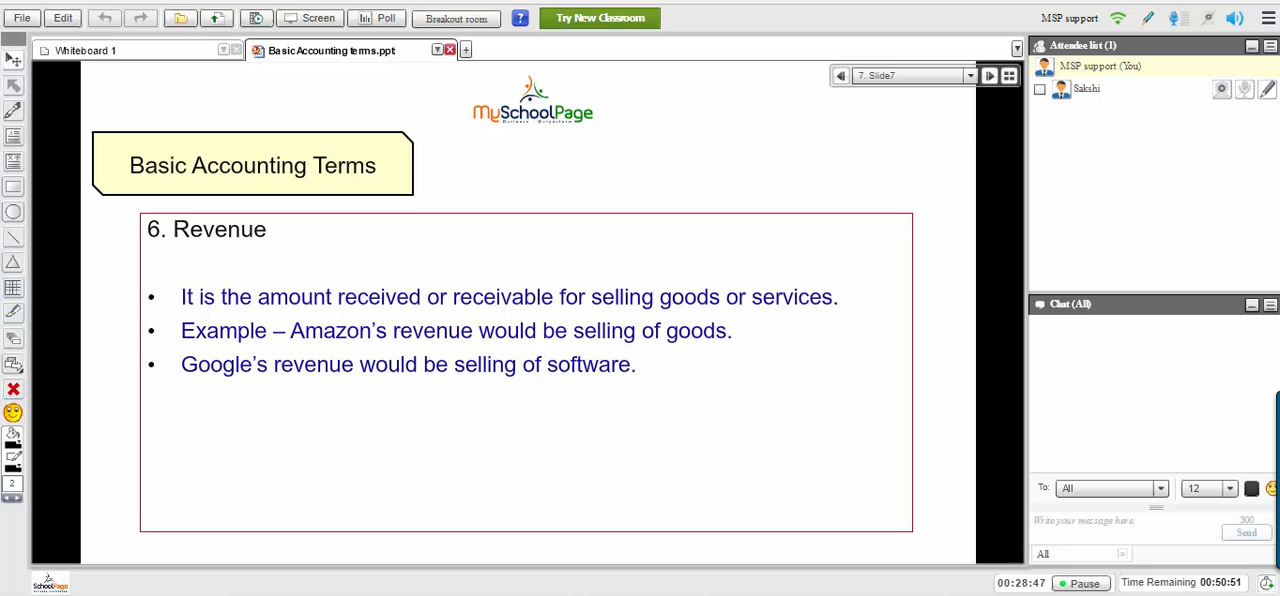 File Edit Screen Poll Breakout room ? Try New Classroom MSP support
Whiteboard 1 Basic Accounting terms.ppt + Attendee list (1)
7. Slide7
MSP support (You)
Sakshi
MySchoolPage
Basic Accounting Terms
6. Revenue
• It is the amount received or receivable for selling goods or services.
• Example – Amazon's revenue would be selling of goods.
• Google's revenue would be selling of software.
Chat (All)
To: All 12
Write your message here. 300
Send
All
2
MySchoolPage
00:28:47 Pause Time Remaining 00:50:51